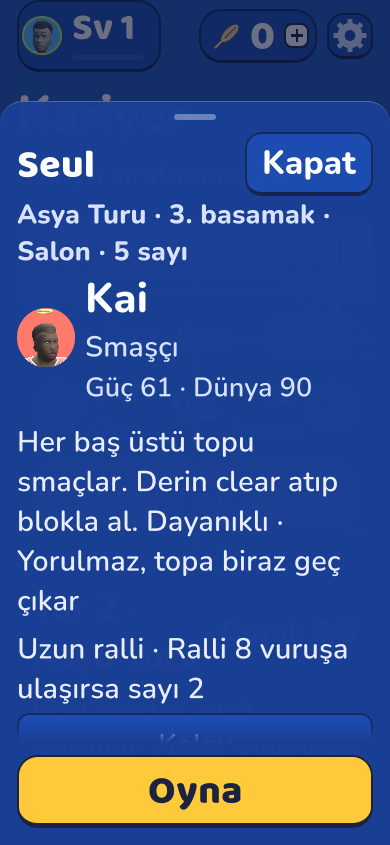 Sv 1
0
Kariyer
Seul
Kapat
Asya Turu · 3. basamak ·
Salon · 5 sayı
Kai
Smaşçı
Güç 61 · Dünya 90
Her baş üstü topu
smaçlar. Derin clear atıp
blokla al. Dayanıklı ·
Yorulmaz, topa biraz geç
çıkar
Uzun ralli · Ralli 8 vuruşa
ulaşırsa sayı 2
Kolay
Oyna